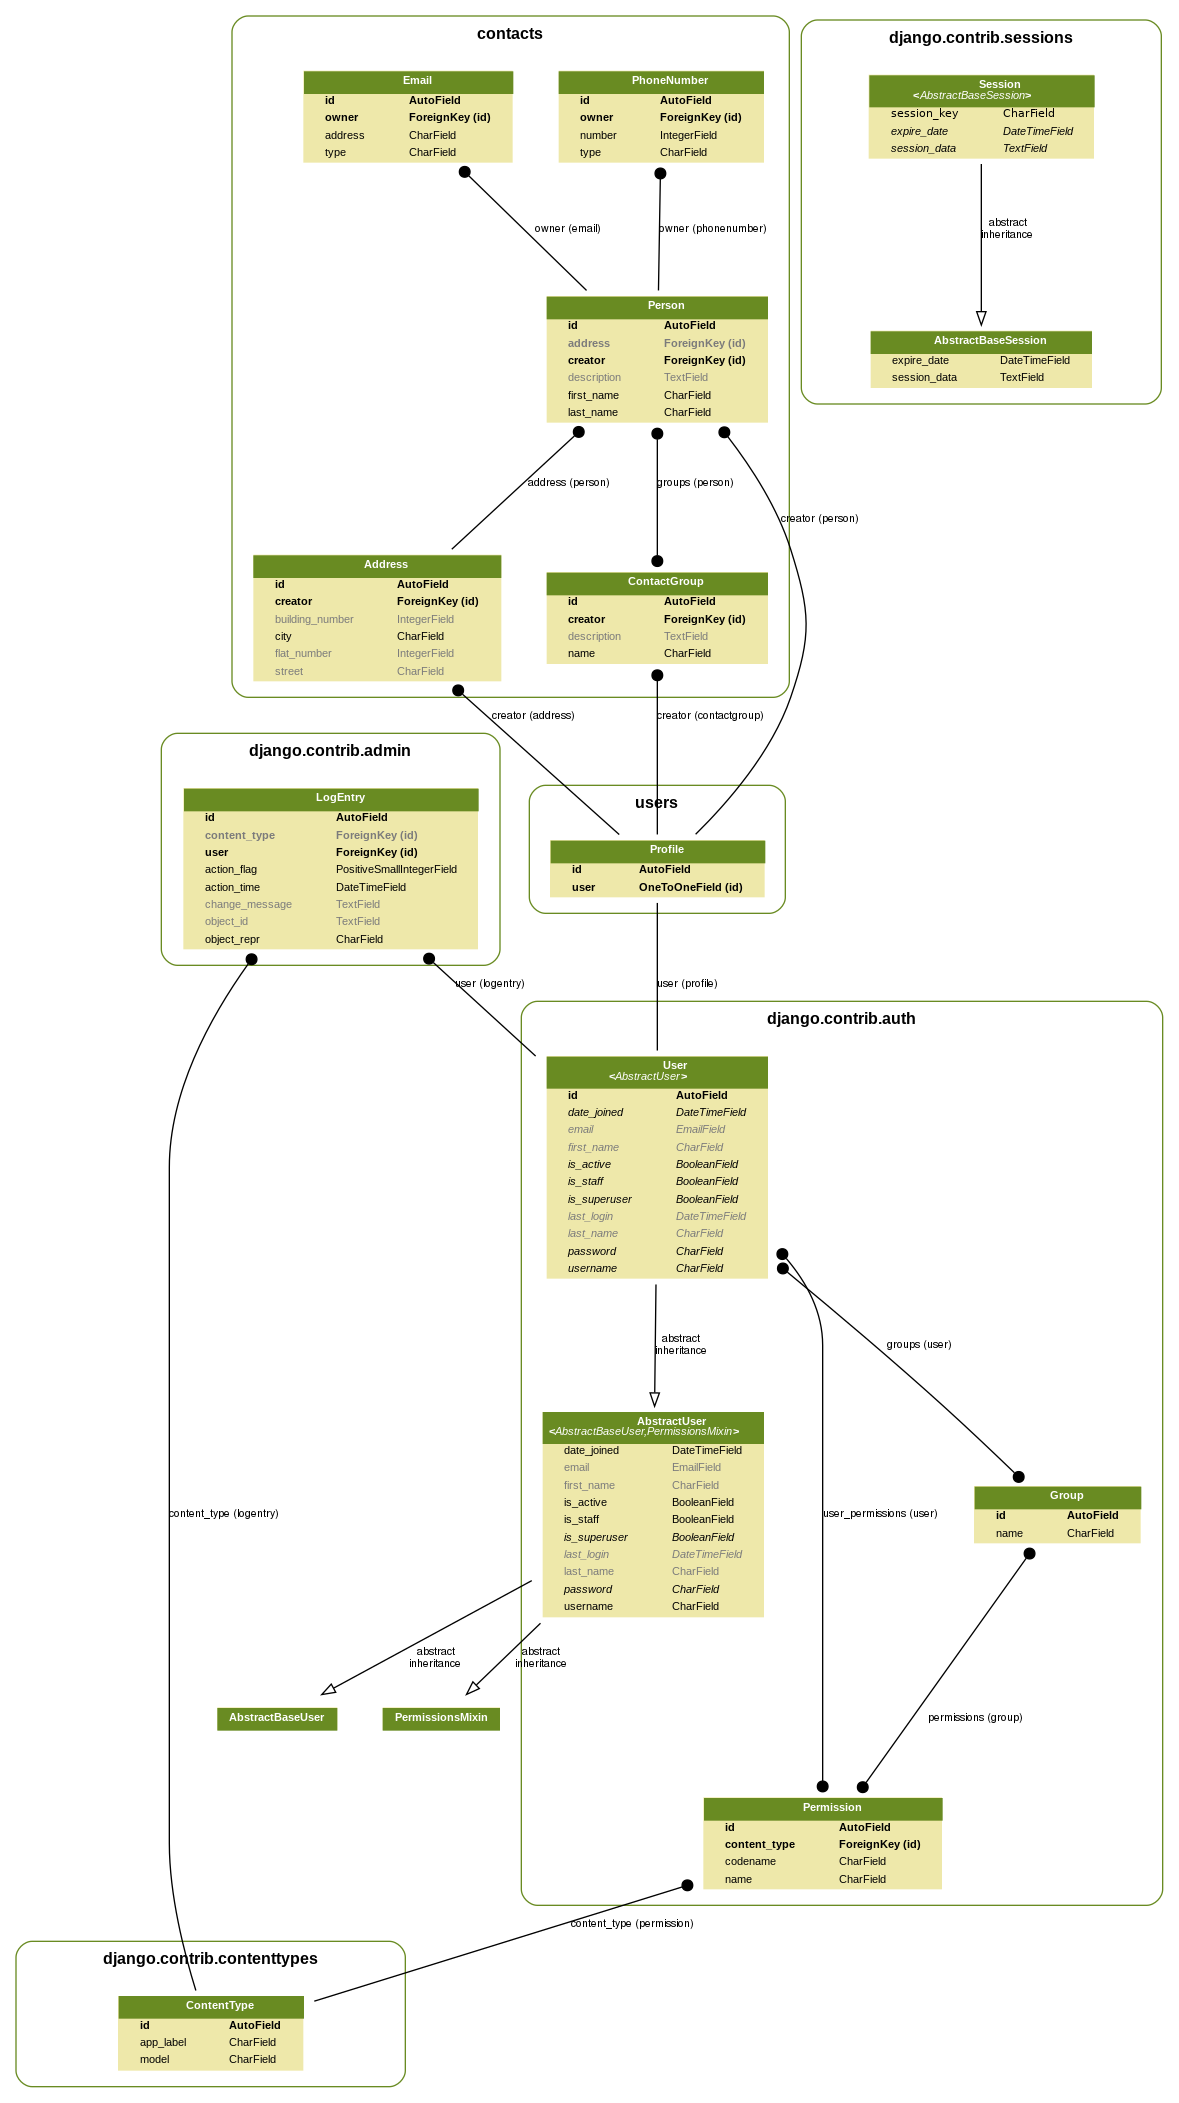 contacts
Email
id AutoField
owner ForeignKey (id)
address CharField
type CharField
PhoneNumber
id AutoField
owner ForeignKey (id)
number IntegerField
type CharField
owner (email)
owner (phonenumber)
Person
id AutoField
address ForeignKey (id)
creator ForeignKey (id)
description TextField
first_name CharField
last_name CharField
address (person)
groups (person)
creator (person)
Address
id AutoField
creator ForeignKey (id)
building_number IntegerField
city CharField
flat_number IntegerField
street CharField
ContactGroup
id AutoField
creator ForeignKey (id)
description TextField
name CharField
django.contrib.sessions
Session
<AbstractBaseSession>
session_key CharField
expire_date DateTimeField
session_data TextField
abstract
inheritance
AbstractBaseSession
expire_date DateTimeField
session_data TextField
creator (address)
creator (contactgroup)
django.contrib.admin
LogEntry
id AutoField
content_type ForeignKey (id)
user ForeignKey (id)
action_flag PositiveSmallIntegerField
action_time DateTimeField
change_message TextField
object_id TextField
object_repr CharField
users
Profile
id AutoField
user OneToOneField (id)
user (logentry)
user (profile)
django.contrib.auth
User
<AbstractUser>
id AutoField
date_joined DateTimeField
email EmailField
first_name CharField
is_active BooleanField
is_staff BooleanField
is_superuser BooleanField
last_login DateTimeField
last_name CharField
password CharField
username CharField
abstract
inheritance
groups (user)
AbstractUser
<AbstractBaseUser,PermissionsMixin>
date_joined DateTimeField
email EmailField
first_name CharField
is_active BooleanField
is_staff BooleanField
is_superuser BooleanField
last_login DateTimeField
last_name CharField
password CharField
username CharField
content_type (logentry)
user_permissions (user)
Group
id AutoField
name CharField
abstract
inheritance
abstract
inheritance
AbstractBaseUser
PermissionsMixin
permissions (group)
Permission
id AutoField
content_type ForeignKey (id)
codename CharField
name CharField
content_type (permission)
django.contrib.contenttypes
ContentType
id AutoField
app_label CharField
model CharField